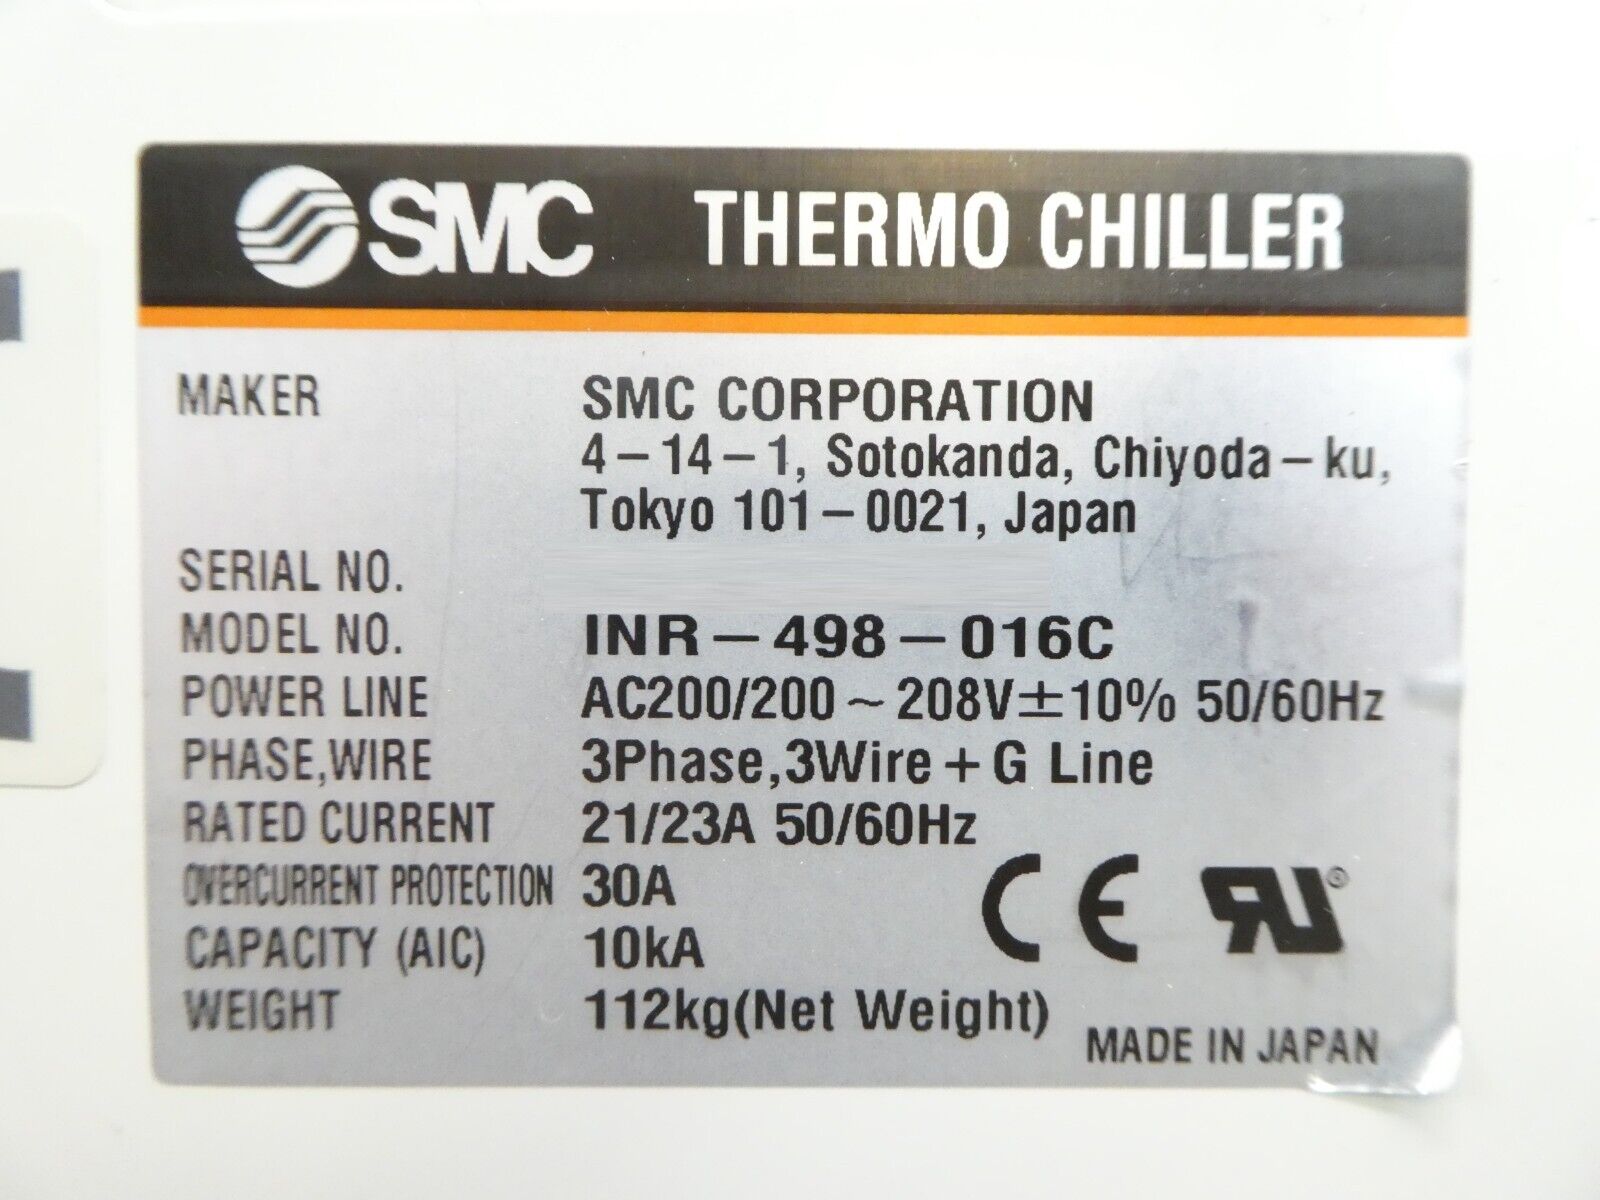 SMC THERMO CHILLER
MAKER SMC CORPORATION
4-14-1, Sotokanda, Chiyoda-ku,
Tokyo 101-0021, Japan
SERIAL NO.
MODEL NO. INR-498-016C
POWER LINE AC200/200~208V±10% 50/60Hz
PHASE,WIRE 3Phase,3Wire+G Line
RATED CURRENT 21/23A 50/60Hz
OVERCURRENT PROTECTION 30A
CAPACITY (AIC) 10kA
WEIGHT 112kg(Net Weight)
CE RU
MADE IN JAPAN